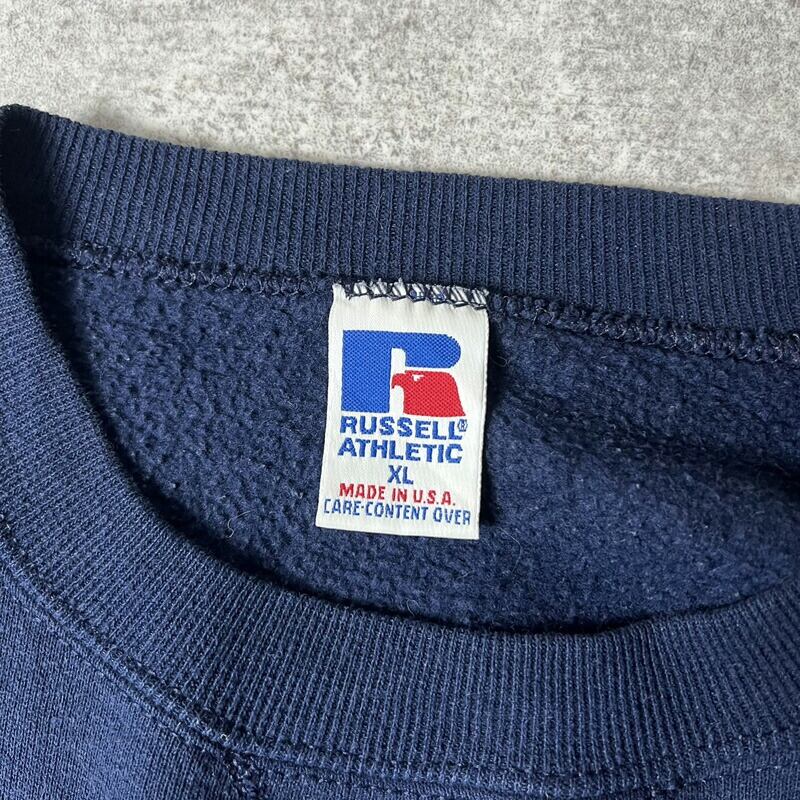 RUSSELL®
ATHLETIC
XL
MADE IN U.S.A.
CARE-CONTENT OVER